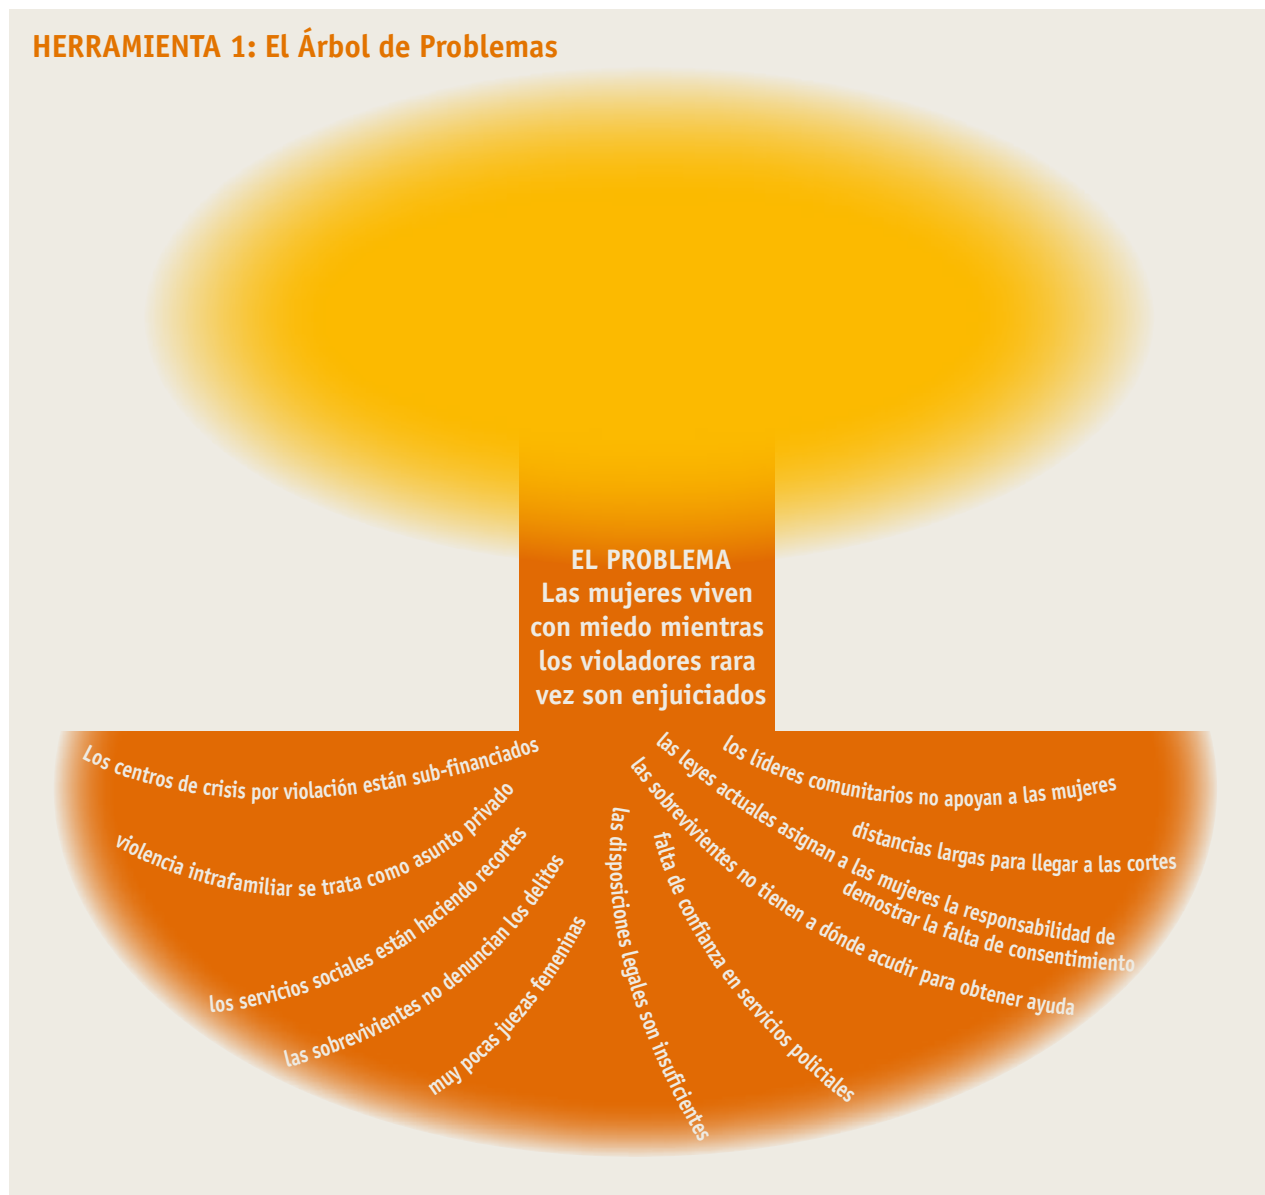 HERRAMIENTA 1: El Árbol de Problemas
EL PROBLEMA
Las mujeres viven
con miedo mientras
los violadores rara
vez son enjuiciados
Los centros de crisis por violación están sub-financiados
violencia intrafamiliar se trata como asunto privado
los servicios sociales están haciendo recortes
las sobrevivientes no denuncian los delitos
muy pocas juezas femeninas
las disposiciones legales son insuficientes
falta de confianza en servicios policiales
las sobrevivientes no tienen a dónde acudir para obtener ayuda
las leyes actuales asignan a las mujeres la responsabilidad de
demostrar la falta de consentimiento
distancias largas para llegar a las cortes
los líderes comunitarios no apoyan a las mujeres